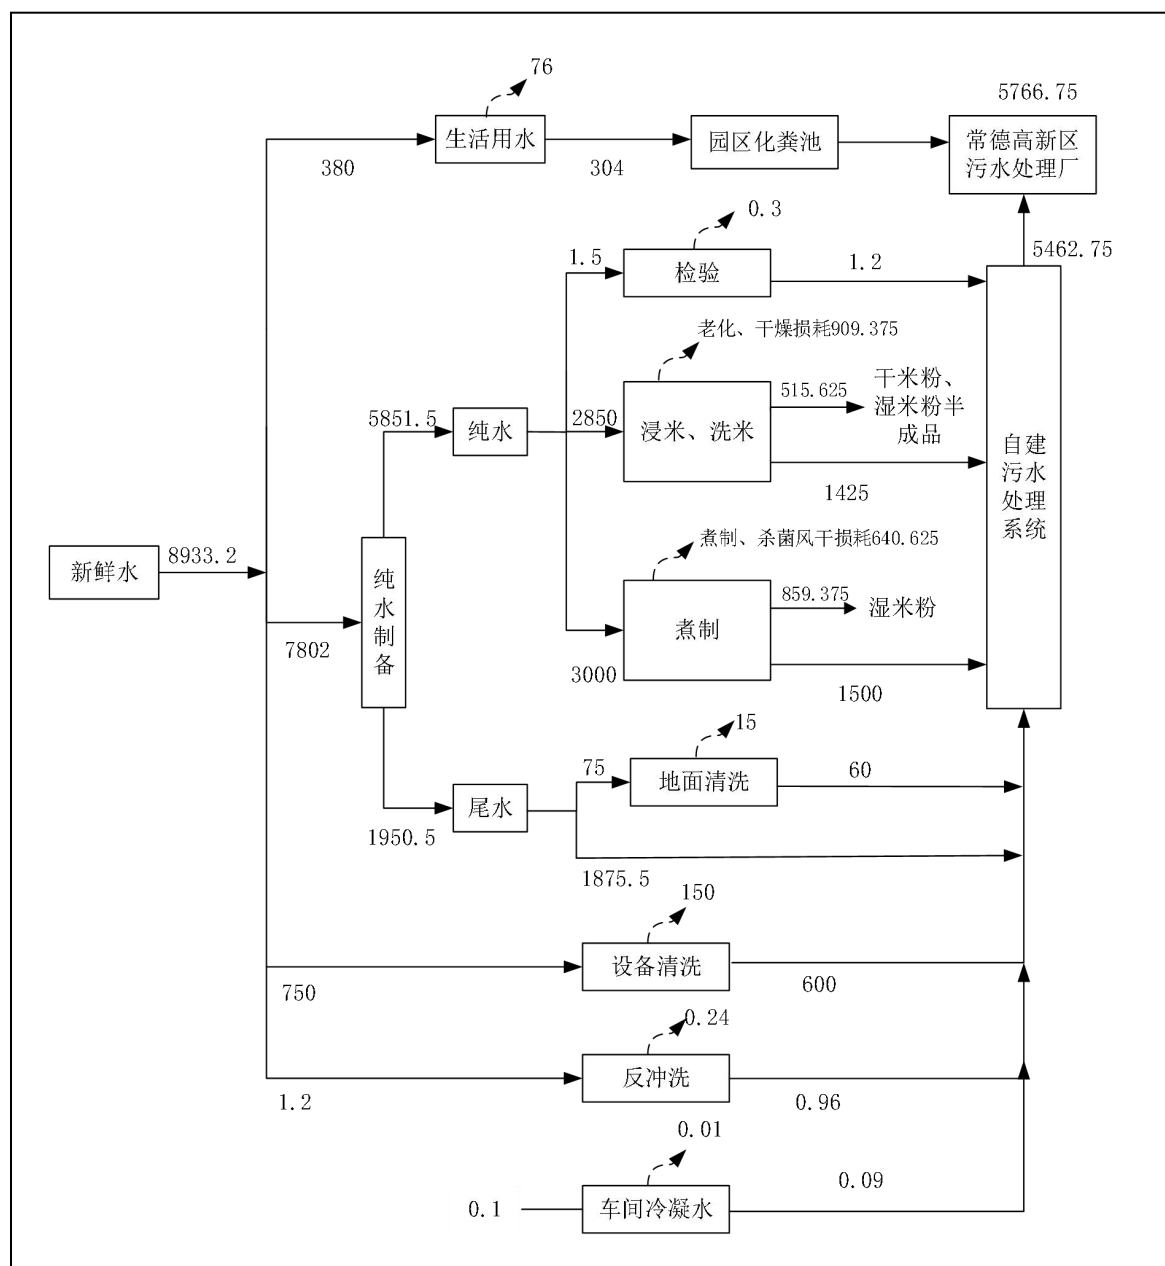 76
5766.75
生活用水
园区化粪池
常德高新区
污水处理厂
380
304
0.3
5462.75
1.5
检验
1.2
老化、干燥损耗909.375
干米粉、
湿米粉半
成品
515.625
5851.5
纯水
2850
浸米、洗米
1425
自建
污水
处理
系统
煮制、杀菌风干损耗640.625
新鲜水
8933.2
纯水制备
859.375
湿米粉
煮制
7802
3000
1500
15
75
地面清洗
60
尾水
1950.5
1875.5
150
设备清洗
750
600
0.24
反冲洗
1.2
0.96
0.01
0.09
0.1
车间冷凝水